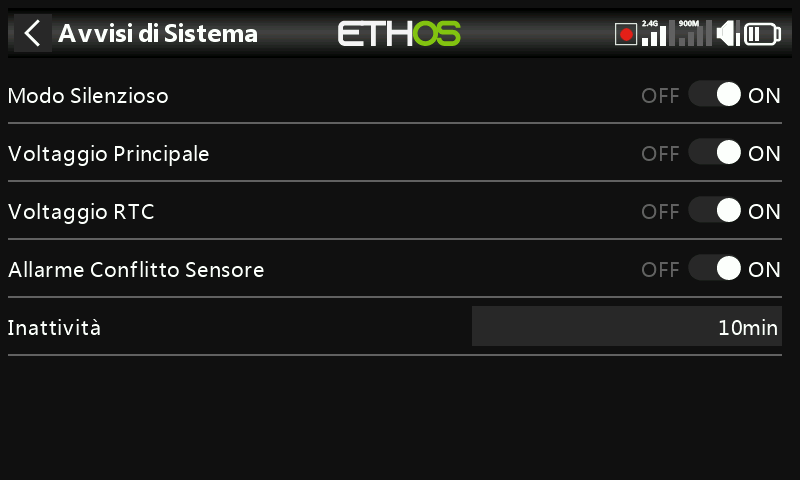 Avvisi di Sistema ETHOS 2.4G 900M
Modo Silenzioso OFF ON
Voltaggio Principale OFF ON
Voltaggio RTC OFF ON
Allarme Conflitto Sensore OFF ON
Inattività 10min